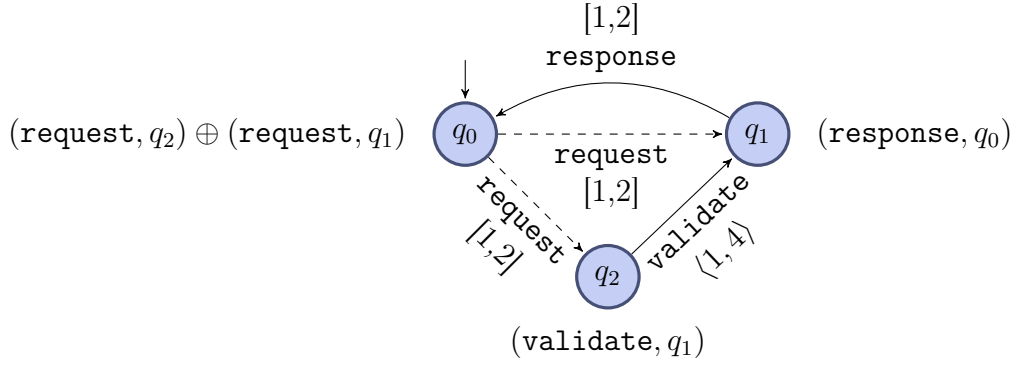 [1,2]
response
(request, q₂) ⊕ (request, q₁)
q₀
q₁
(response, q₀)
request
[1,2]
request
[1,2]
validate
⟨1, 4⟩
q₂
(validate, q₁)